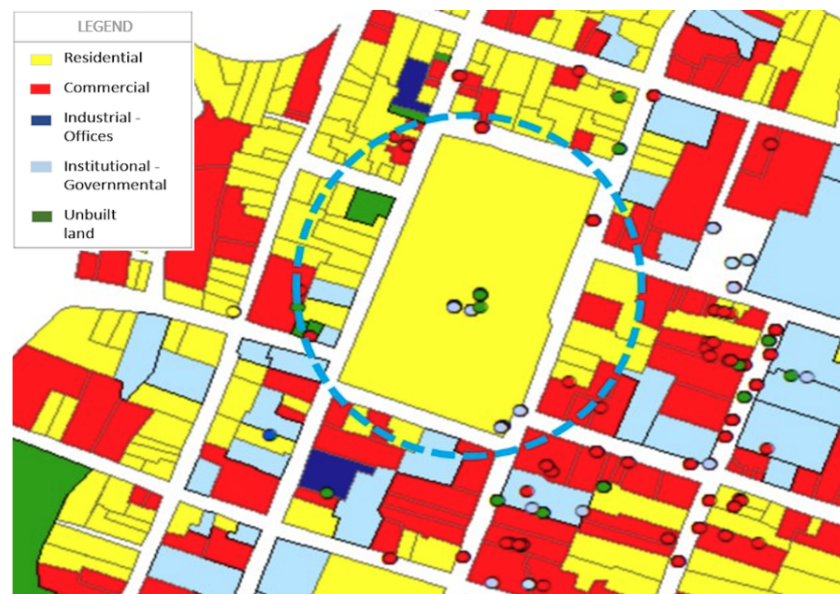 LEGEND
Residential
Commercial
Industrial -
Offices
Institutional -
Governmental
Unbuilt
land